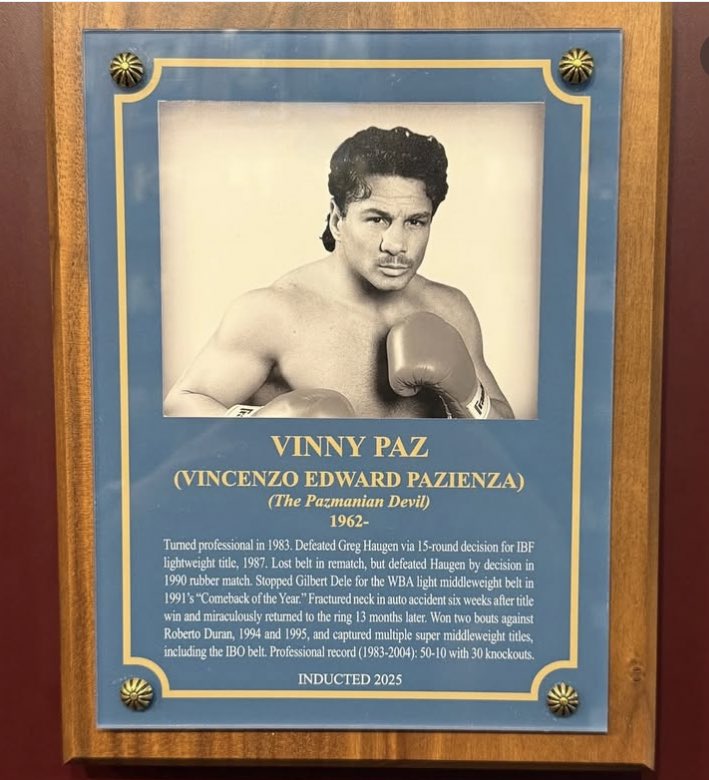 VINNY PAZ
(VINCENZO EDWARD PAZIENZA)
(The Pazmanian Devil)
1962-
Turned professional in 1983. Defeated Greg Haugen via 15-round decision for IBF
lightweight title, 1987. Lost belt in rematch, but defeated Haugen by decision in
1990 rubber match. Stopped Gilbert Dele for the WBA light middleweight belt in
1991's “Comeback of the Year.” Fractured neck in auto accident six weeks after title
win and miraculously returned to the ring 13 months later. Won two bouts against
Roberto Duran, 1994 and 1995, and captured multiple super middleweight titles,
including the IBO belt. Professional record (1983-2004): 50-10 with 30 knockouts.
INDUCTED 2025